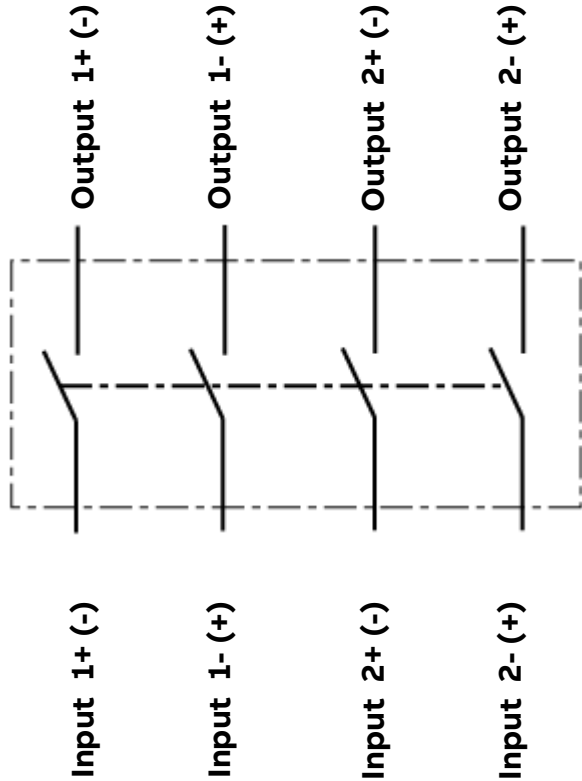 Output 1+ (-)
Output 1- (+)
Output 2+ (-)
Output 2- (+)
Input 1+ (-)
Input 1- (+)
Input 2+ (-)
Input 2- (+)